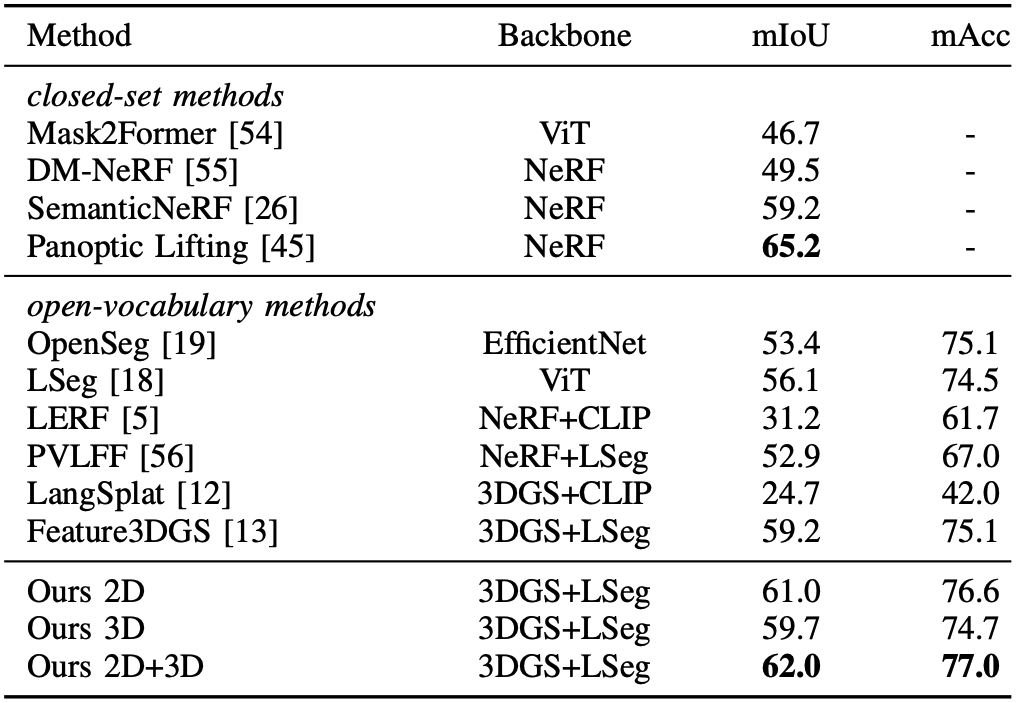 Method Backbone mIoU mAcc
closed-set methods
Mask2Former [54] ViT 46.7 -
DM-NeRF [55] NeRF 49.5 -
SemanticNeRF [26] NeRF 59.2 -
Panoptic Lifting [45] NeRF 65.2 -
open-vocabulary methods
OpenSeg [19] EfficientNet 53.4 75.1
LSeg [18] ViT 56.1 74.5
LERF [5] NeRF+CLIP 31.2 61.7
PVLFF [56] NeRF+LSeg 52.9 67.0
LangSplat [12] 3DGS+CLIP 24.7 42.0
Feature3DGS [13] 3DGS+LSeg 59.2 75.1
Ours 2D 3DGS+LSeg 61.0 76.6
Ours 3D 3DGS+LSeg 59.7 74.7
Ours 2D+3D 3DGS+LSeg 62.0 77.0